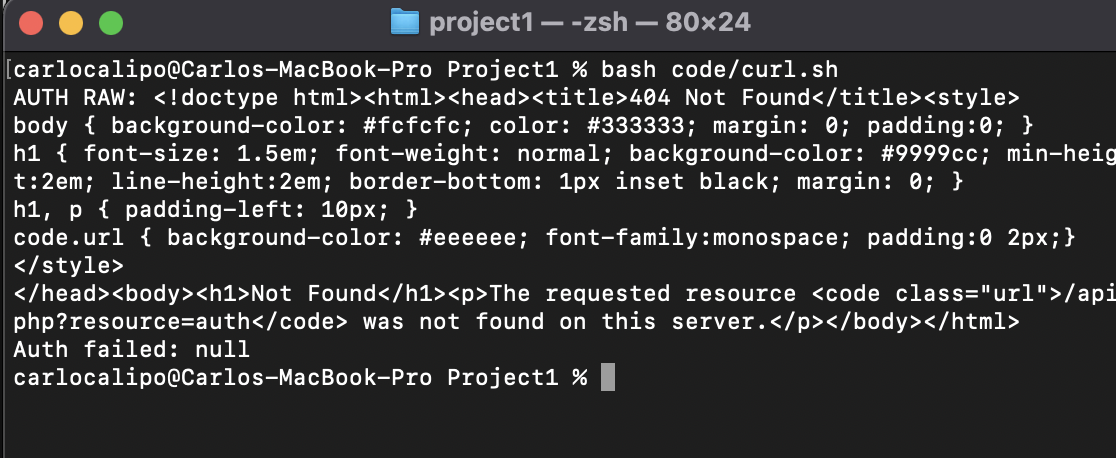 project1 — -zsh — 80×24
[carlocalipo@Carlos-MacBook-Pro Project1 % bash code/curl.sh
AUTH RAW: <!doctype html><html><head><title>404 Not Found</title><style>
body { background-color: #fcfcfc; color: #333333; margin: 0; padding:0; }
h1 { font-size: 1.5em; font-weight: normal; background-color: #9999cc; min-heig
t:2em; line-height:2em; border-bottom: 1px inset black; margin: 0; }
h1, p { padding-left: 10px; }
code.url { background-color: #eeeeee; font-family:monospace; padding:0 2px;}
</style>
</head><body><h1>Not Found</h1><p>The requested resource <code class="url">/api
php?resource=auth</code> was not found on this server.</p></body></html>
Auth failed: null
carlocalipo@Carlos-MacBook-Pro Project1 %